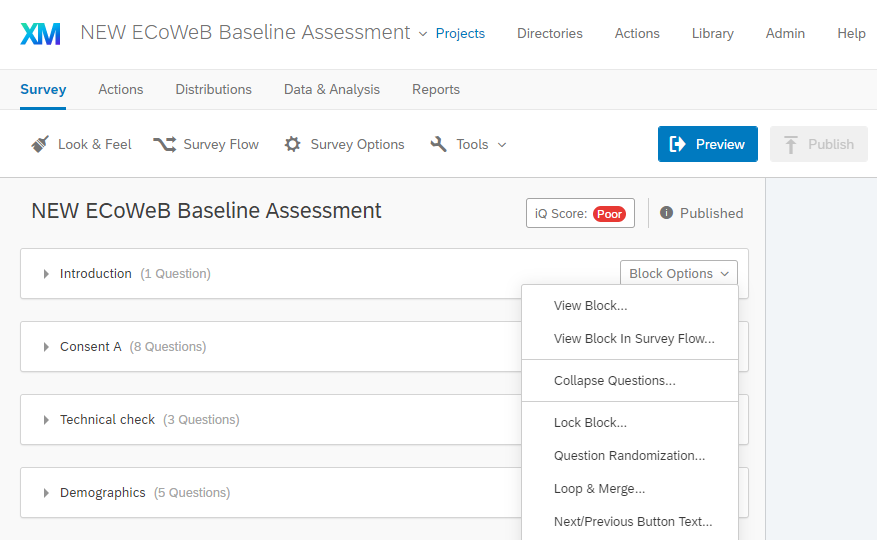 XM NEW ECoWeB Baseline Assessment Projects Directories Actions Library Admin Help
Survey Actions Distributions Data & Analysis Reports
Look & Feel Survey Flow Survey Options Tools Preview Publish
NEW ECoWeB Baseline Assessment iQ Score: Poor Published
Introduction (1 Question) Block Options
View Block...
View Block In Survey Flow...
Consent A (8 Questions)
Collapse Questions...
Technical check (3 Questions)
Lock Block...
Question Randomization...
Loop & Merge...
Demographics (5 Questions)
Next/Previous Button Text...